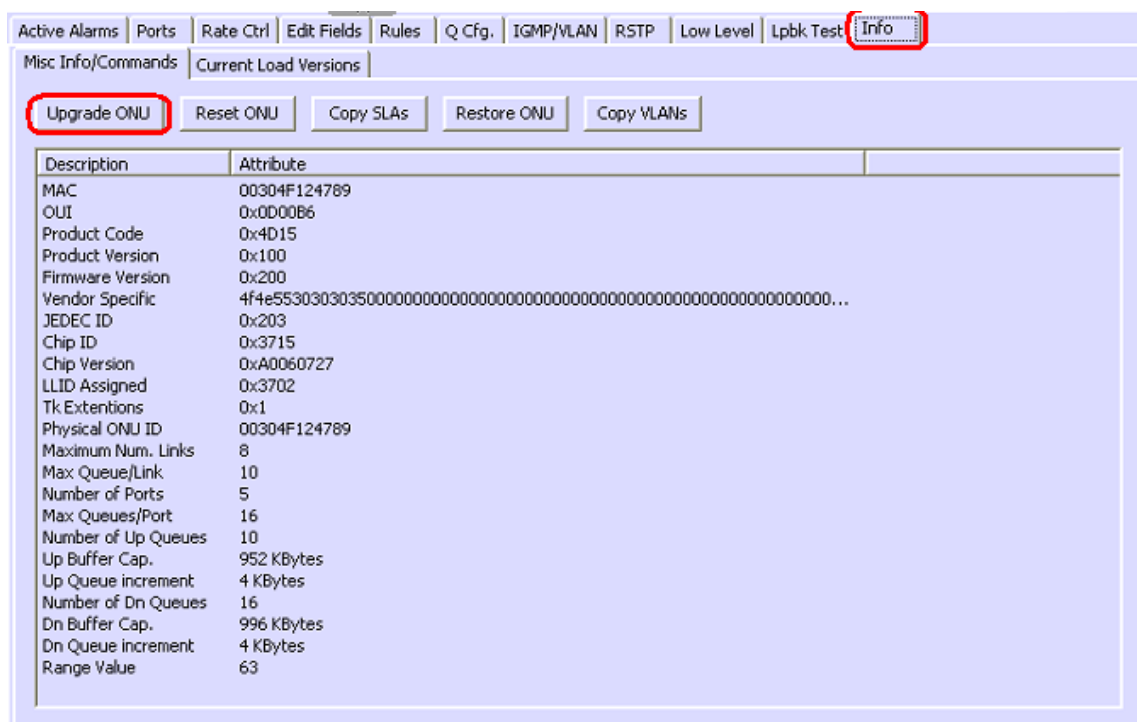 Active Alarms Ports Rate Ctrl Edit Fields Rules Q Cfg. IGMP/VLAN RSTP Low Level Lpbk Test Info
Misc Info/Commands Current Load Versions
Upgrade ONU Reset ONU Copy SLAs Restore ONU Copy VLANs
Description Attribute
MAC 00304F124789
OUI 0x0D00B6
Product Code 0x4D15
Product Version 0x100
Firmware Version 0x200
Vendor Specific 4f4e5530303035000000000000000000000000000000000000000000000000...
JEDEC ID 0x203
Chip ID 0x3715
Chip Version 0xA0060727
LLID Assigned 0x3702
Tk Extentions 0x1
Physical ONU ID 00304F124789
Maximum Num. Links 8
Max Queue/Link 10
Number of Ports 5
Max Queues/Port 16
Number of Up Queues 10
Up Buffer Cap. 952 KBytes
Up Queue increment 4 KBytes
Number of Dn Queues 16
Dn Buffer Cap. 996 KBytes
Dn Queue increment 4 KBytes
Range Value 63